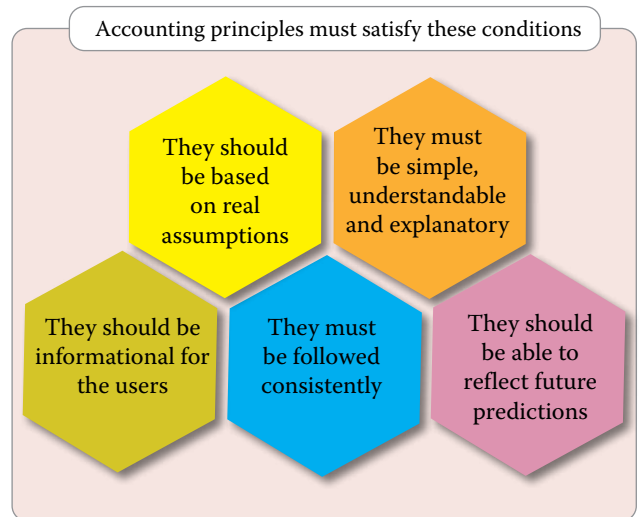 Accounting principles must satisfy these conditions
They should
be based
on real
assumptions
They must
be simple,
understandable
and explanatory
They should be
informational for
the users
They must
be followed
consistently
They should
be able to
reflect future
predictions